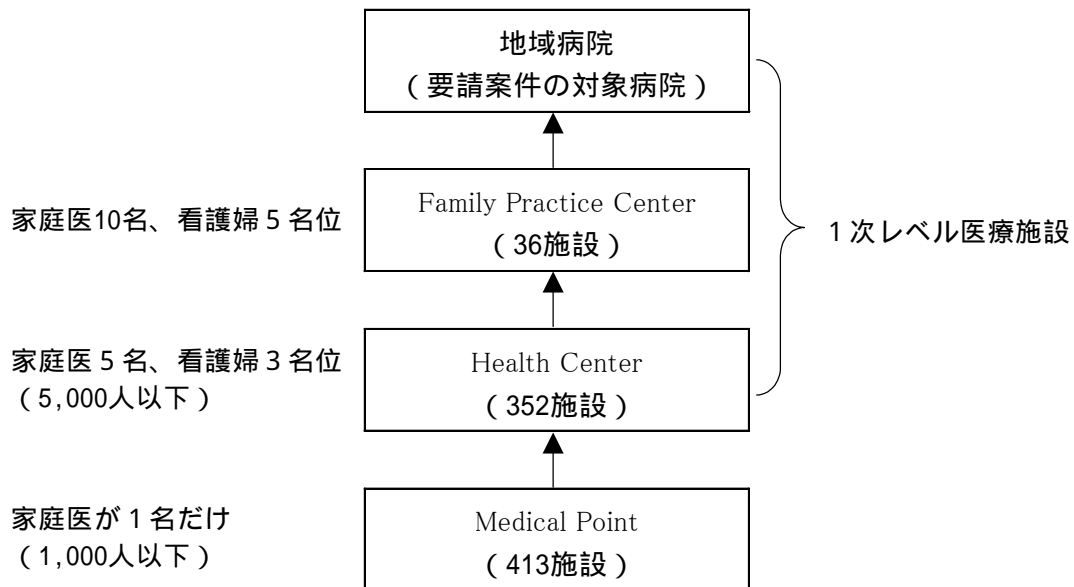 地域病院
（要請案件の対象病院）
家庭医10名、看護婦５名位
Family Practice Center
（36施設）
１次レベル医療施設
家庭医５名、看護婦３名位
（5,000人以下）
Health Center
（352施設）
家庭医が１名だけ
（1,000人以下）
Medical Point
（413施設）